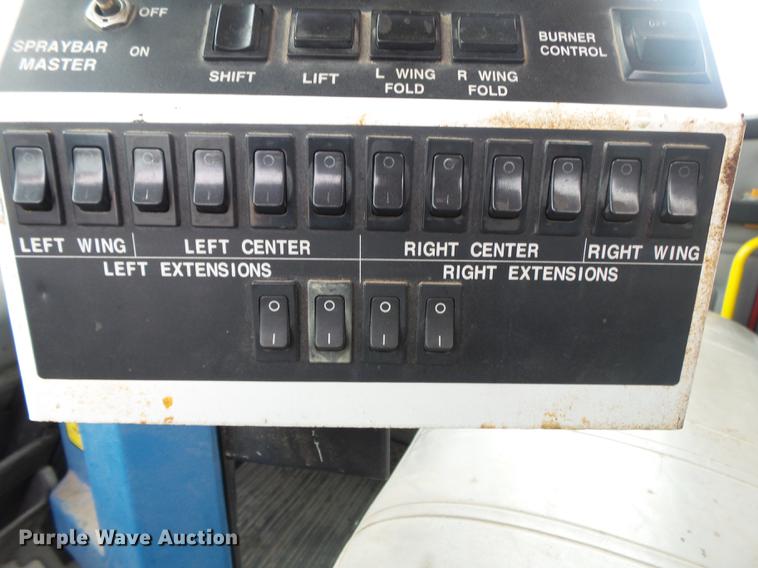 OFF
SPRAYBAR MASTER
ON
SHIFT
LIFT
L WING FOLD
R WING FOLD
BURNER CONTROL
OFF
LEFT WING
LEFT CENTER
RIGHT CENTER
RIGHT WING
LEFT EXTENSIONS
RIGHT EXTENSIONS
Purple Wave Auction